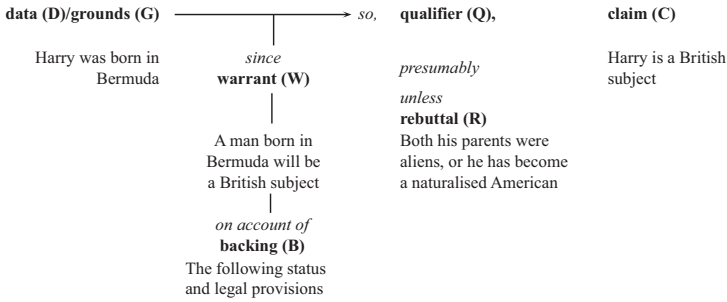 data (D)/grounds (G) so, qualifier (Q), claim (C)
Harry was born in
Bermuda
since
warrant (W)
A man born in
Bermuda will be
a British subject
on account of
backing (B)
The following status
and legal provisions
presumably
unless
rebuttal (R)
Both his parents were
aliens, or he has become
a naturalised American
Harry is a British
subject